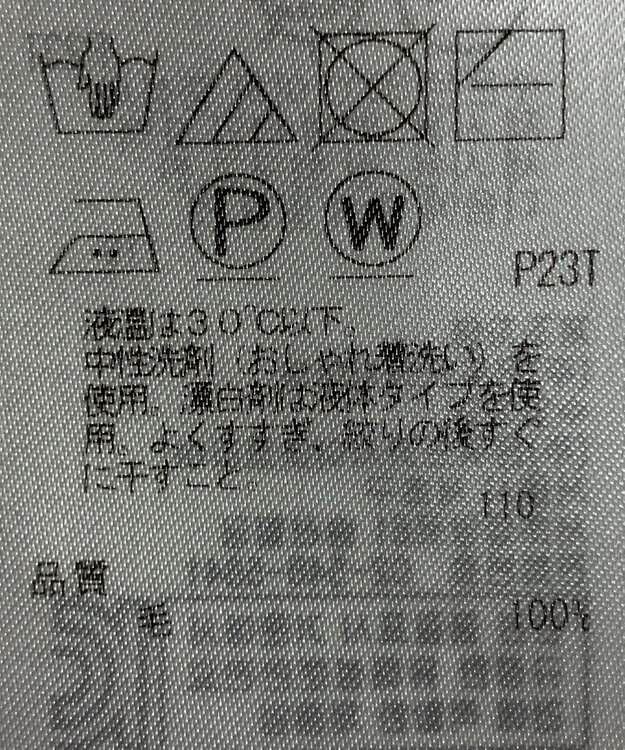 P W
P23T
液温は30℃以下。
中性洗剤(おしゃれ着洗い)を
使用。漂白剤は液体タイプを使
用。よくすすぎ、絞りの後すぐ
に干すこと。
110
品質
毛 100%